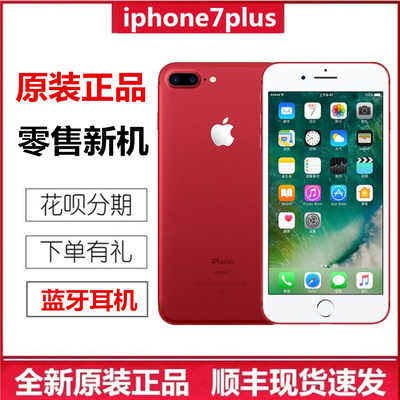 iphone7plus
原装正品
零售新机
花呗分期
下单有礼
蓝牙耳机
iPhone
全新原装正品 顺丰现货速发